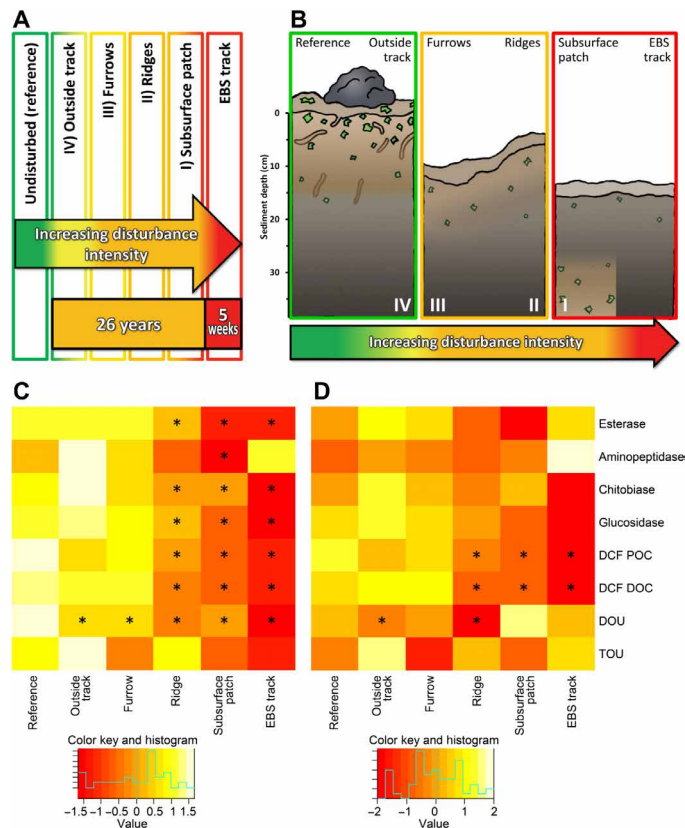 A
Undisturbed (reference)
IV) Outside track
III) Furrows
II) Ridges
I) Subsurface patch
EBS track
Increasing disturbance
intensity
26 years
5
weeks
B
Reference
Outside
track
Furrows
Ridges
Subsurface
patch
EBS
track
Sediment depth (cm)
0
10
20
30
IV
III
II
I
Increasing disturbance intensity
C
D
* * *
Esterase
*
Aminopeptidase
* * *
Chitobiase
* * *
Glucosidase
* * * * * *
DCF POC
* * * * * *
DCF DOC
* * * * * * *
DOU
TOU
Reference
Outside
track
Furrow
Ridge
Subsurface
patch
EBS track
Reference
Outside
track
Furrow
Ridge
Subsurface
patch
EBS track
Color key and histogram
−1.5 −1 −0.5 0 0.5 1 1.5
Value
Color key and histogram
−2 −1 0 1 2
Value